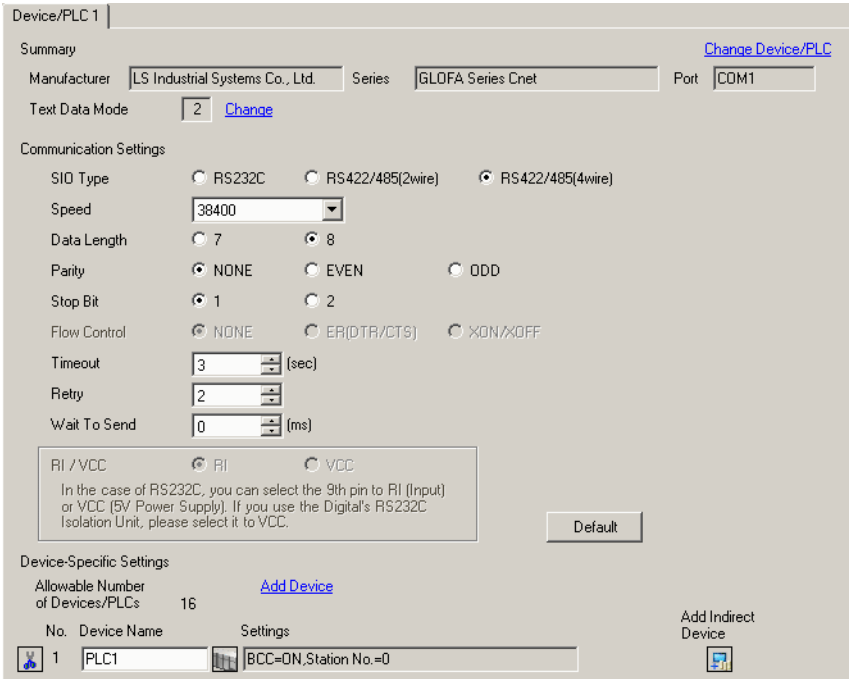 Device/PLC 1
Summary
Change Device/PLC
Manufacturer LS Industrial Systems Co., Ltd. Series GLOFA Series Cnet Port COM1
Text Data Mode 2 Change
Communication Settings
SIO Type RS232C RS422/485(2wire) RS422/485(4wire)
Speed 38400
Data Length 7 8
Parity NONE EVEN ODD
Stop Bit 1 2
Flow Control NONE ER(DTR/CTS) XON/XOFF
Timeout 3 (sec)
Retry 2
Wait To Send 0 (ms)
RI / VCC RI VCC
In the case of RS232C, you can select the 9th pin to RI (Input)
or VCC (5V Power Supply). If you use the Digital's RS232C
Isolation Unit, please select it to VCC.
Default
Device-Specific Settings
Allowable Number
of Devices/PLCs 16
Add Device
Add Indirect
Device
No. Device Name Settings
1 PLC1 BCC=ON,Station No.=0